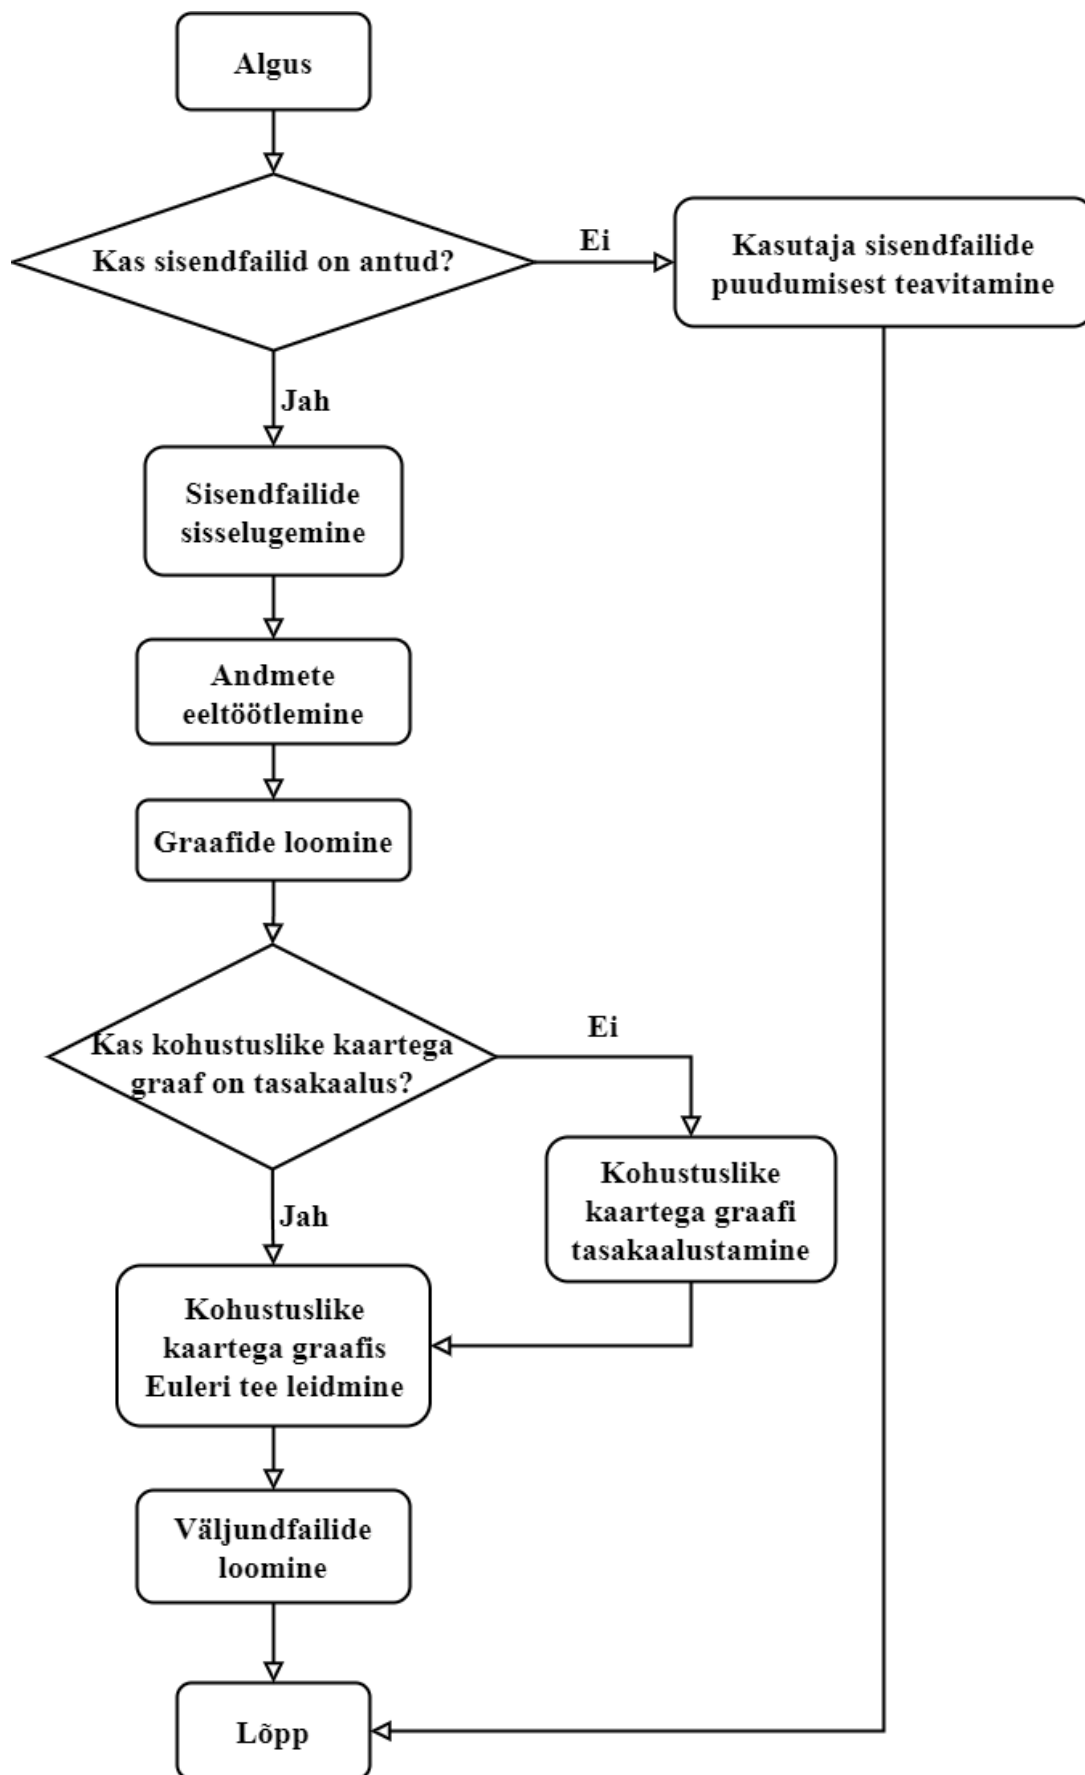 Algus
Kas sisendfailid on antud?
Ei
Kasutaja sisendfailide
puudumisest teavitamine
Jah
Sisendfailide
sisselugemine
Andmete
eeltöötlemine
Graafide loomine
Kas kohustuslike kaartega
graaf on tasakaalus?
Ei
Kohustuslike
kaartega graafi
tasakaalustamine
Jah
Kohustuslike
kaartega graafis
Euleri tee leidmine
Väljundfailide
loomine
Lõpp